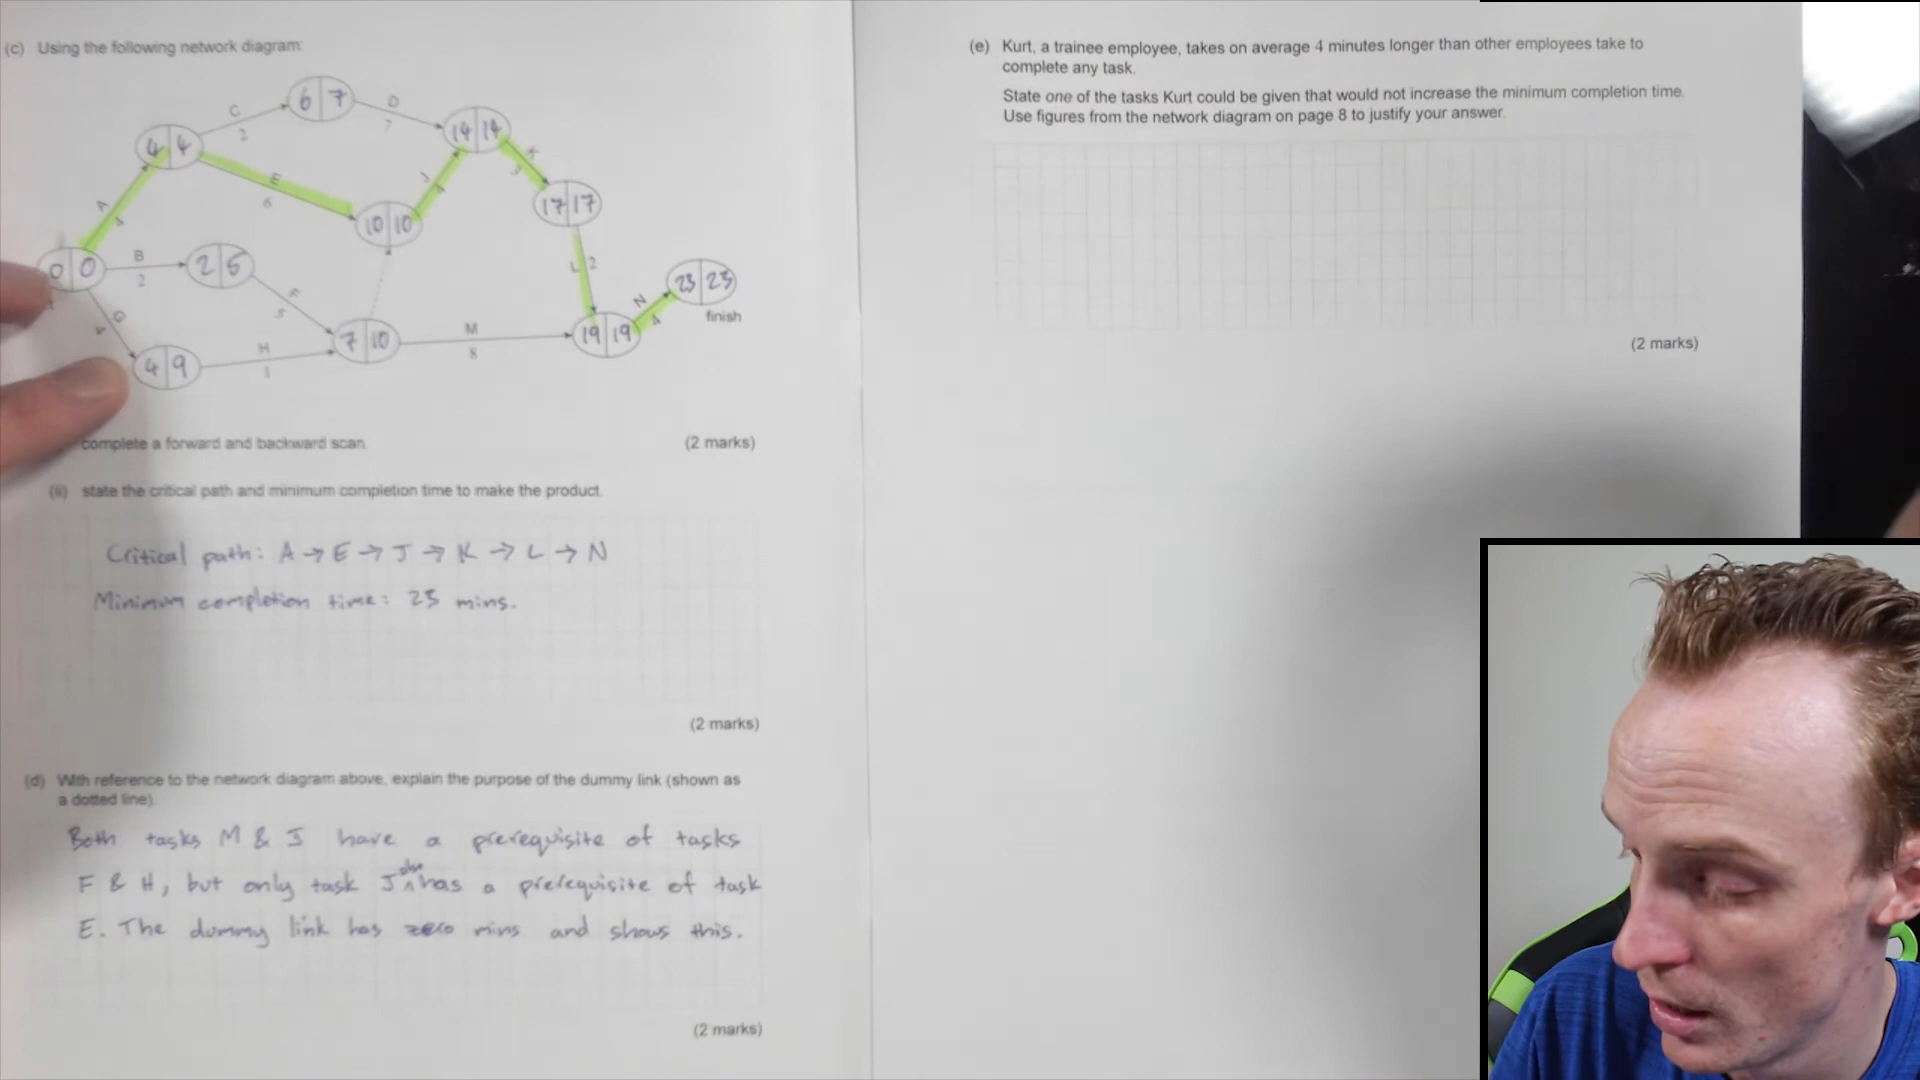 (c) Using the following network diagram:
6 7
C
2
D
7
14 14
4 4
K
3
E
6
J
4
17 17
10 10
A
4
0 0
B
2
2 5
L 2
23 23
finish
N
4
F
5
G
4
19 19
7 10
M
8
H
1
4 9
complete a forward and backward scan. (2 marks)
(ii) state the critical path and minimum completion time to make the product.
Critical path: A → E → J → K → L → N
Minimum completion time: 23 mins.
(2 marks)
(d) With reference to the network diagram above, explain the purpose of the dummy link (shown as
a dotted line).
Both tasks M & J have a prerequisite of tasks
F & H, but only task J also has a prerequisite of task
E. The dummy link has zero mins and shows this.
(2 marks)
(e) Kurt, a trainee employee, takes on average 4 minutes longer than other employees take to
complete any task.
State one of the tasks Kurt could be given that would not increase the minimum completion time.
Use figures from the network diagram on page 8 to justify your answer.
(2 marks)